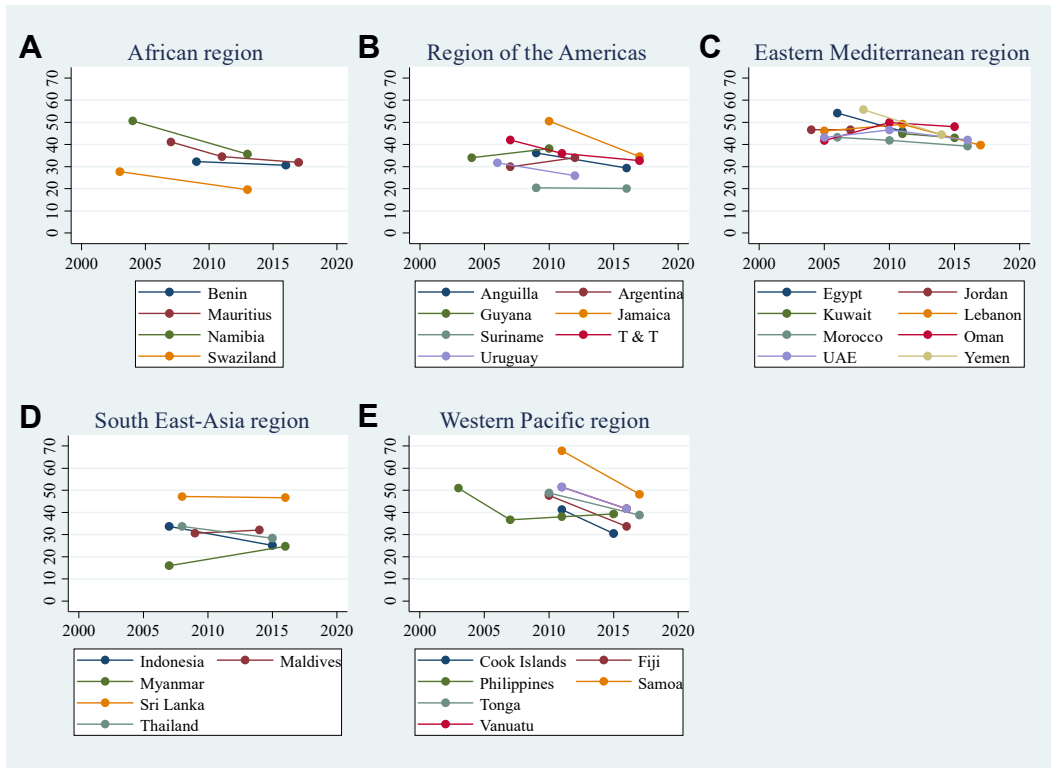 A African region
B Region of the Americas
C Eastern Mediterranean region
0 10 20 30 40 50 60 70
0 10 20 30 40 50 60 70
0 10 20 30 40 50 60 70
2000 2005 2010 2015 2020
2000 2005 2010 2015 2020
2000 2005 2010 2015 2020
Benin
Mauritius
Namibia
Swaziland
Anguilla Argentina
Guyana Jamaica
Suriname T & T
Uruguay
Egypt Jordan
Kuwait Lebanon
Morocco Oman
UAE Yemen
D South East-Asia region
E Western Pacific region
0 10 20 30 40 50 60 70
0 10 20 30 40 50 60 70
2000 2005 2010 2015 2020
2000 2005 2010 2015 2020
Indonesia Maldives
Myanmar
Sri Lanka
Thailand
Cook Islands Fiji
Philippines Samoa
Tonga
Vanuatu